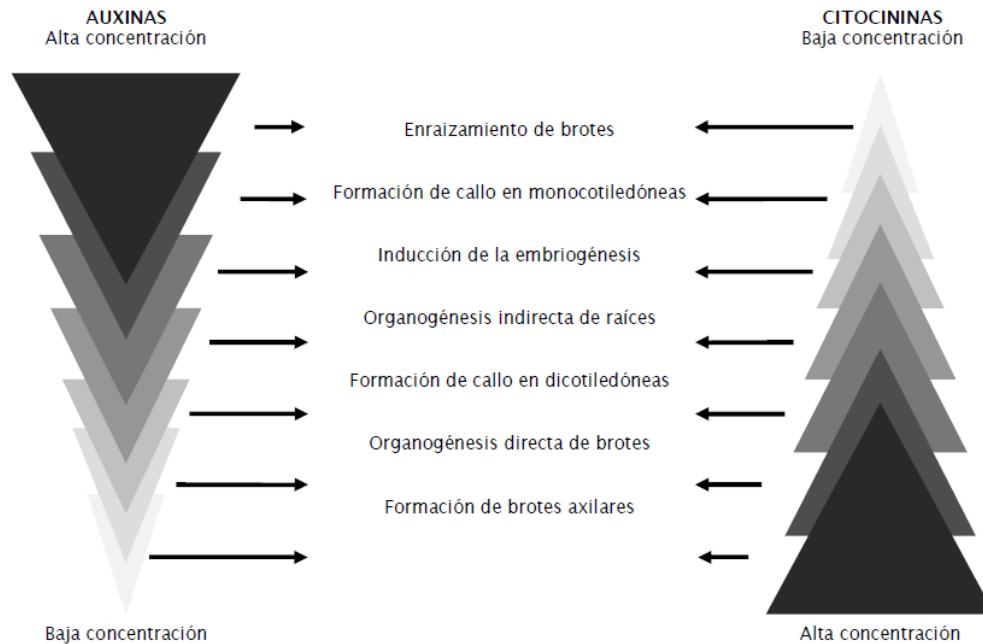 AUXINAS
Alta concentración
CITOCININAS
Baja concentración
Enraizamiento de brotes
Formación de callo en monocotiledóneas
Inducción de la embriogénesis
Organogénesis indirecta de raíces
Formación de callo en dicotiledóneas
Organogénesis directa de brotes
Formación de brotes axilares
Baja concentración
Alta concentración